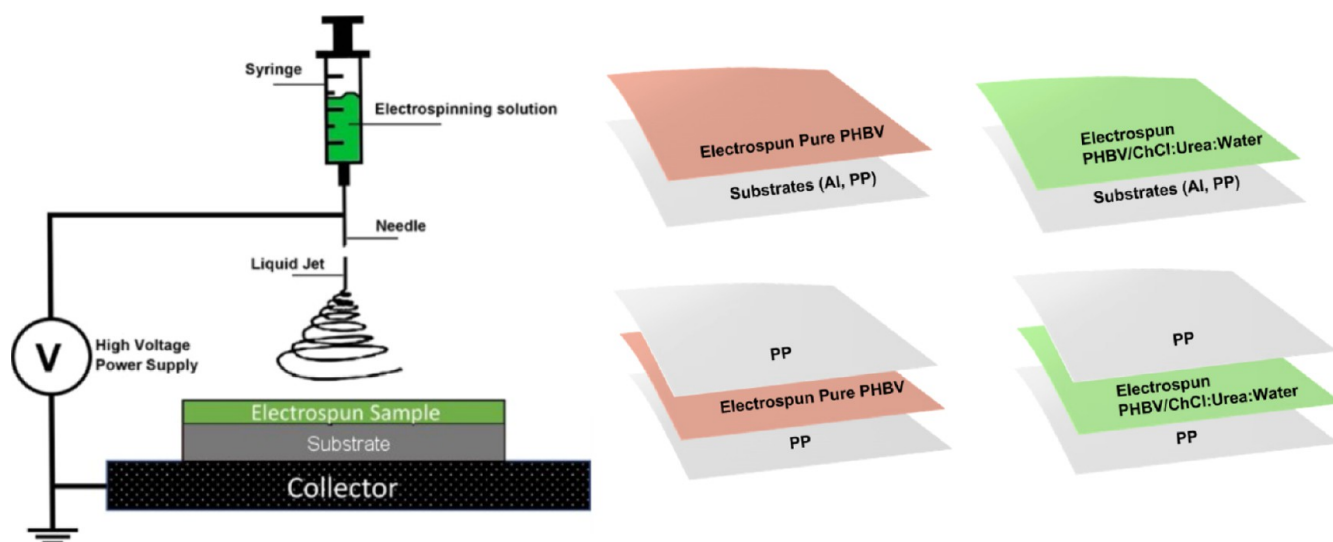 Syringe
Electrospinning solution
Needle
Liquid Jet
V
High Voltage
Power Supply
Electrospun Sample
Substrate
Collector
Electrospun Pure PHBV
Substrates (Al, PP)
Electrospun
PHBV/ChCl:Urea:Water
Substrates (Al, PP)
PP
Electrospun Pure PHBV
PP
PP
Electrospun
PHBV/ChCl:Urea:Water
PP